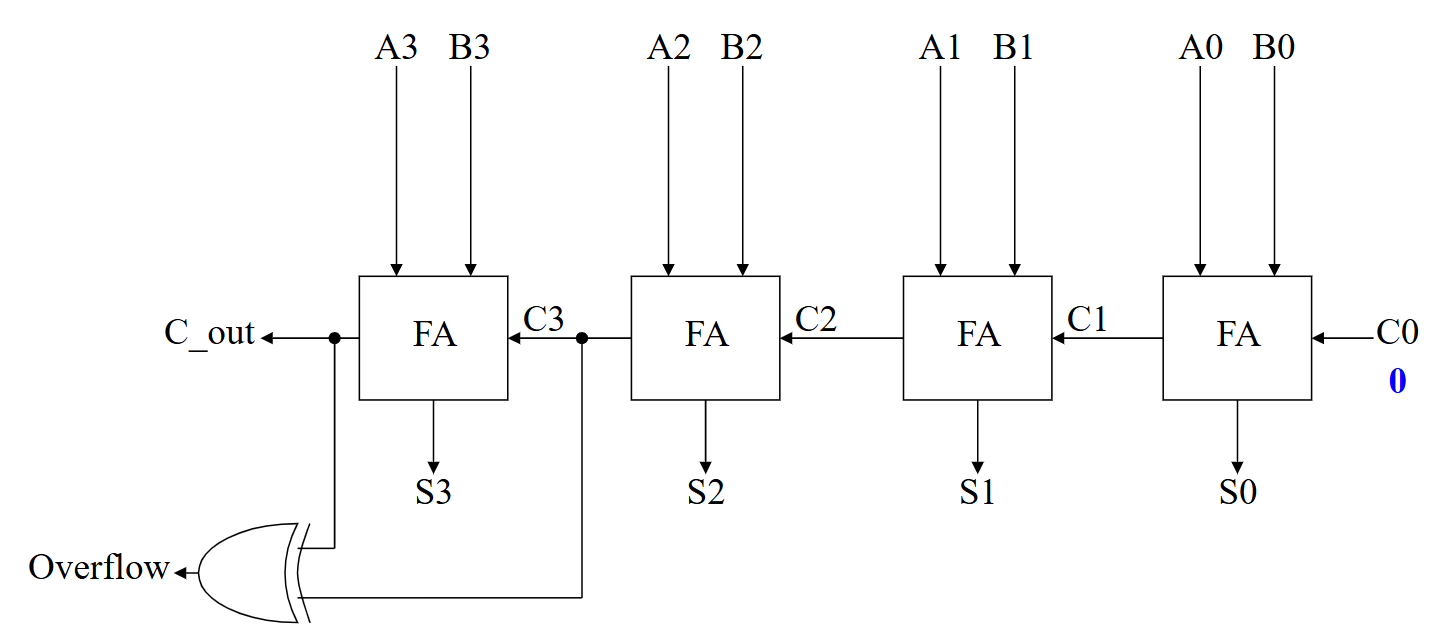 A3 B3 A2 B2 A1 B1 A0 B0
C_out FA C3 FA C2 FA C1 FA C0
0
S3 S2 S1 S0
Overflow